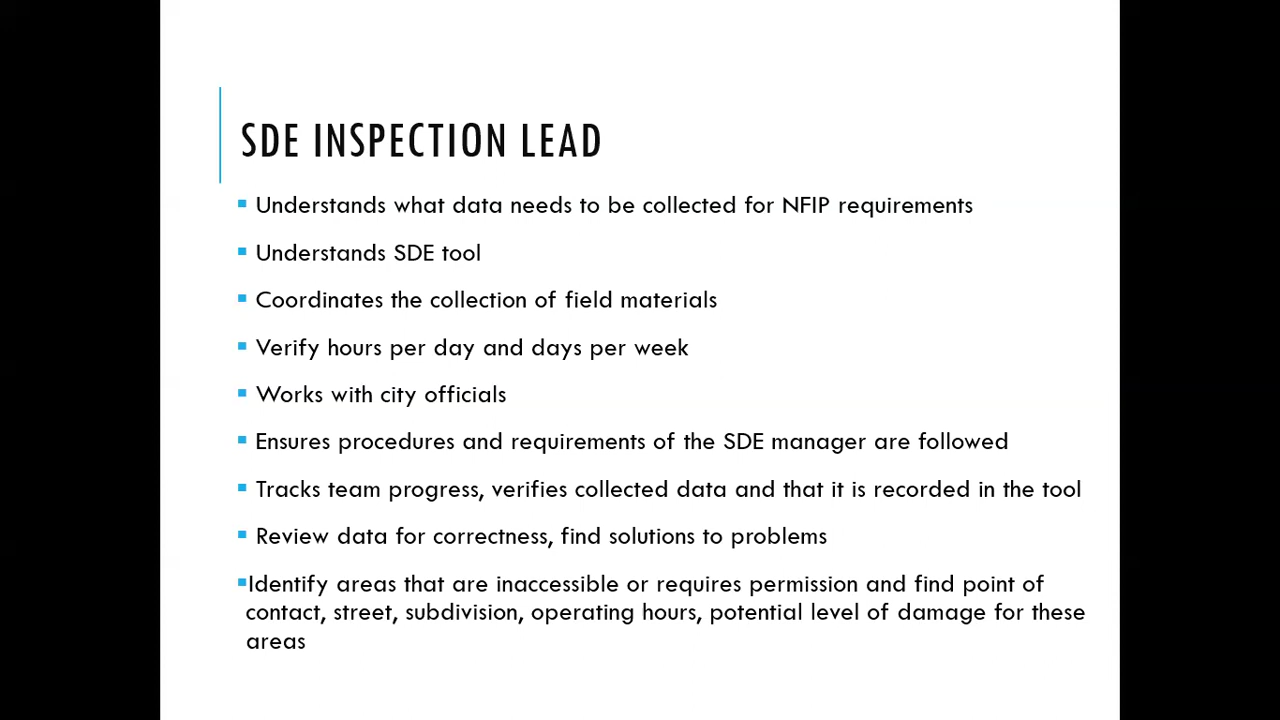 SDE INSPECTION LEAD
▪ Understands what data needs to be collected for NFIP requirements
▪ Understands SDE tool
▪ Coordinates the collection of field materials
▪ Verify hours per day and days per week
▪ Works with city officials
▪ Ensures procedures and requirements of the SDE manager are followed
▪ Tracks team progress, verifies collected data and that it is recorded in the tool
▪ Review data for correctness, find solutions to problems
▪Identify areas that are inaccessible or requires permission and find point of
contact, street, subdivision, operating hours, potential level of damage for these
areas